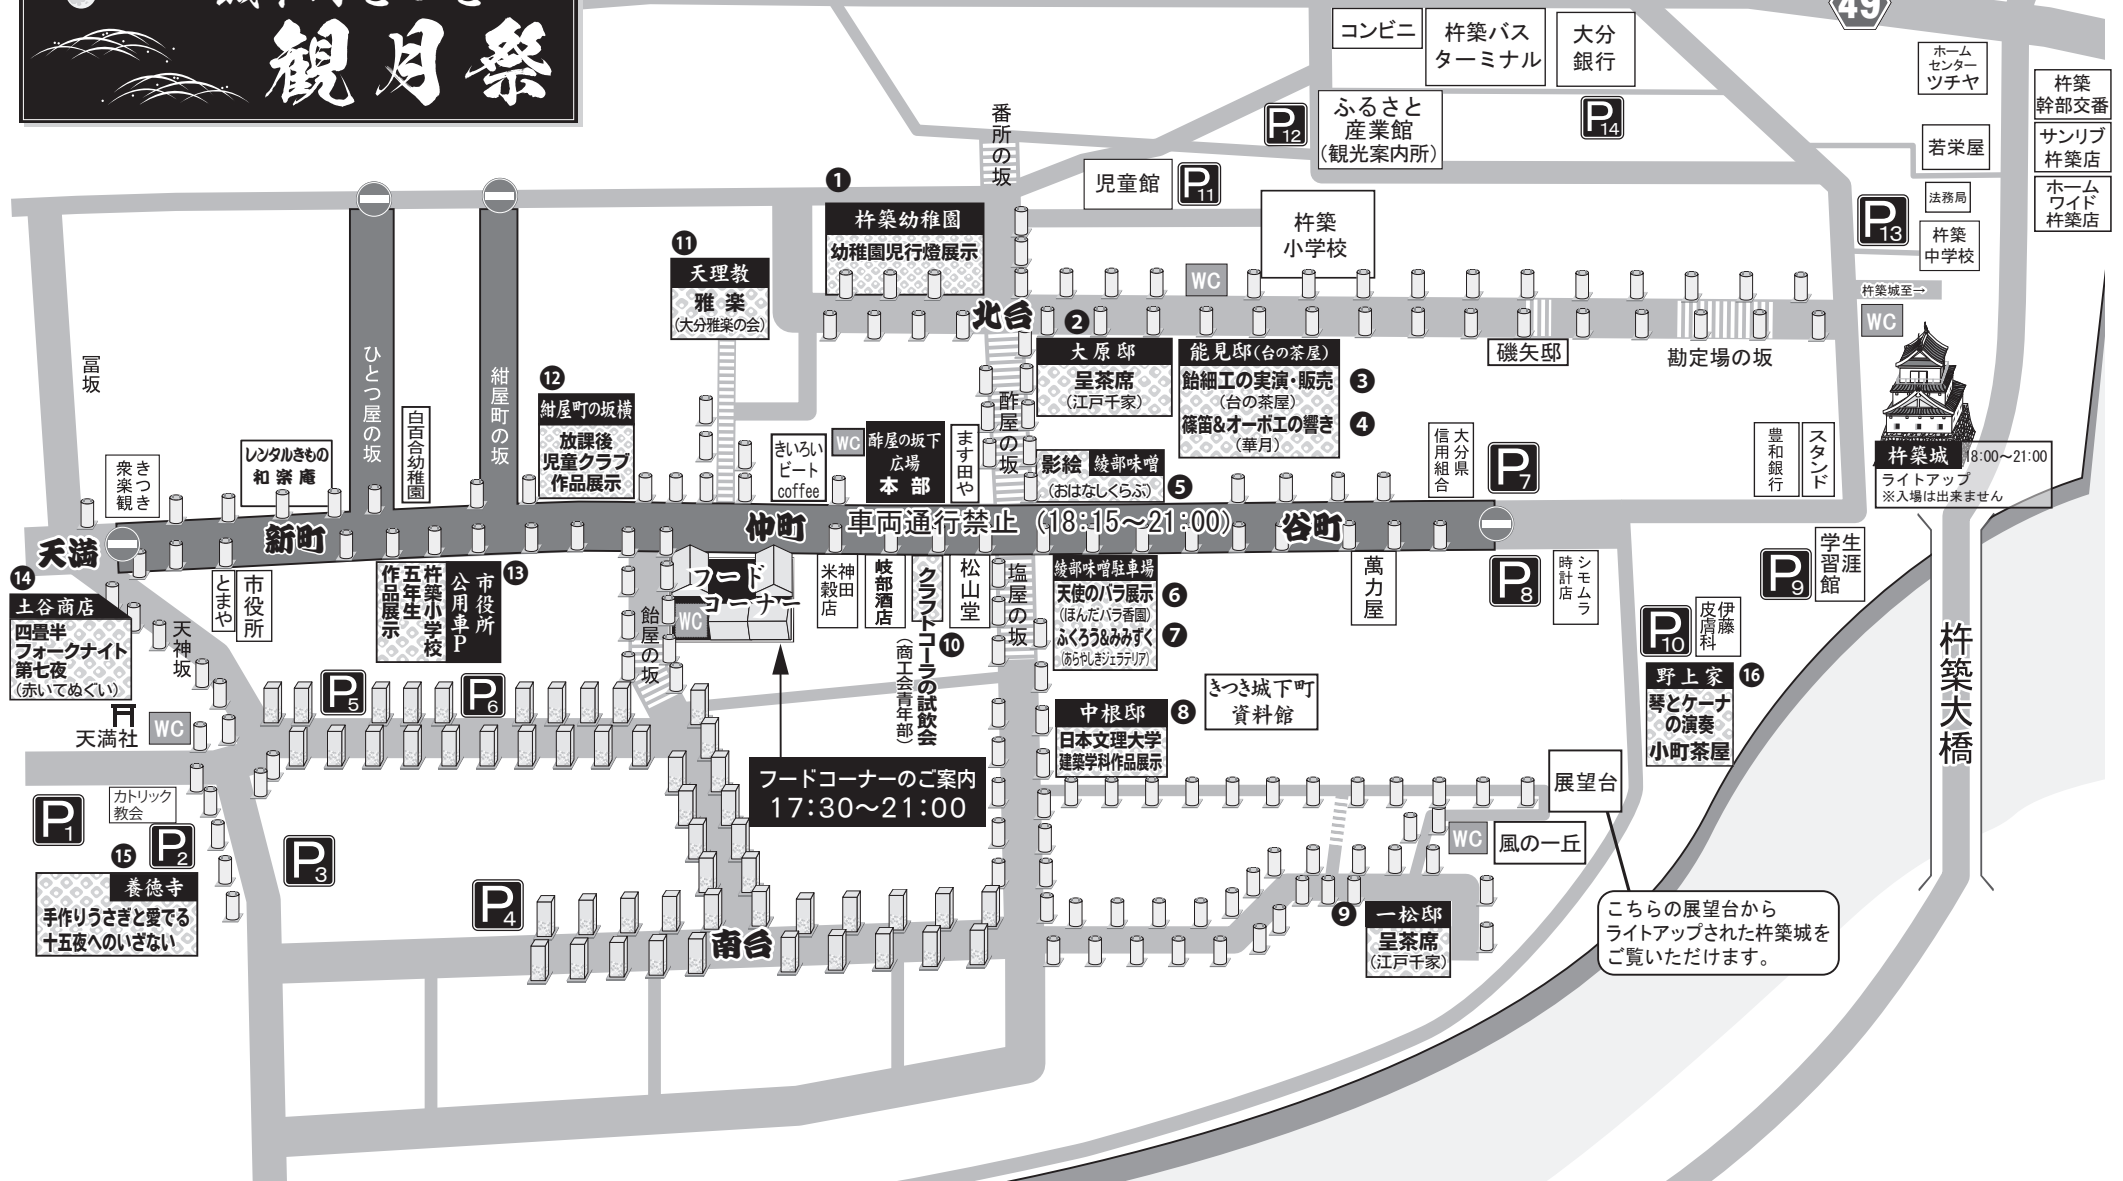 観月祭
49
コンビニ
杵築バス
ターミナル
大分
銀行
ホーム
センター
ツチヤ
杵築
幹部交番
サンリブ
杵築店
ホーム
ワイド
杵築店
若栄屋
法務局
杵築
中学校
P13
杵築城至→
WC
ふるさと
産業館
(観光案内所)
P12
P14
番所の坂
児童館
P11
杵築
小学校
WC
❶
杵築幼稚園
幼稚園児行燈展示
⓫
天理教
雅楽
(大分雅楽の会)
北台
❷
大原邸
呈茶席
(江戸千家)
能見邸(台の茶屋)
飴細工の実演・販売
❸
(台の茶屋)
篠笛&オーボエの響き
❹
(華月)
磯矢邸
勘定場の坂
杵築城
18:00〜21:00
ライトアップ
※入場は出来ません
冨坂
ひとつ屋の坂
紺屋町の坂
白百合幼稚園
レンタルきもの
和楽庵
きつき
衆楽観
⓬
紺屋町の坂横
放課後
児童クラブ
作品展示
きいろい
ビート
coffee
WC
酢屋の坂下
広場
本部
ます田や
酢屋の坂
影絵
綾部味噌
(おはなしくらぶ)
❺
大分県
信用組合
P7
豊和銀行
スタンド
天満
新町
仲町
車両通行禁止 (18:15〜21:00)
谷町
⓮
土谷商店
四畳半
フォークナイト
第七夜
(赤いてぬぐい)
天神坂
とまや
市役所
⓭
市役所
公用車P
杵築小学校
五年生
作品展示
飴屋の坂
フード
コーナー
WC
神田
米穀店
岐部酒店
クラフトコーラの試飲会
(商工会青年部)
❿
松山堂
塩屋の坂
綾部味噌駐車場
天使のバラ展示
❻
(ほんだバラ香園)
ふくろう&みみずく
❼
(あらやしきジェラテリア)
萬力屋
P8
シモムラ
時計店
P9
生涯
学習館
P10
伊藤
皮膚科
野上家
⓰
琴とケーナ
の演奏
小町茶屋
杵築大橋
P5
P6
天満社
WC
中根邸
❽
日本文理大学
建築学科作品展示
きつき城下町
資料館
フードコーナーのご案内
17:30〜21:00
展望台
WC
風の一丘
P1
カトリック
教会
P2
⓯
養徳寺
手作りうさぎと愛でる
十五夜へのいざない
P3
P4
南台
❾
一松邸
呈茶席
(江戸千家)
こちらの展望台から
ライトアップされた杵築城を
ご覧いただけます。